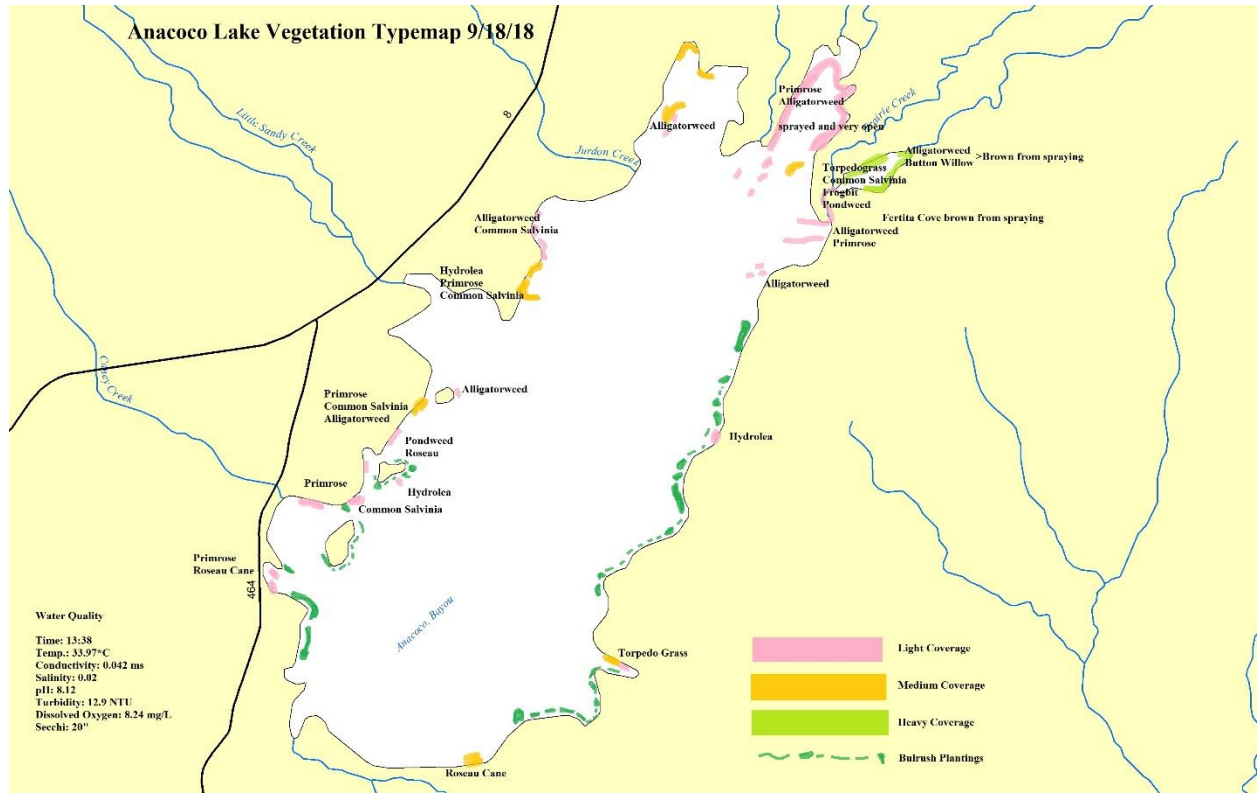 Anacoco Lake Vegetation Typemap 9/18/18
Little Sandy Creek
8
Jurdon Creek
Alligatorweed
Primrose
Alligatorweed
sprayed and very open
Prairie Creek
Alligatorweed
Button Willow
>Brown from spraying
Torpedograss
Common Salvinia
Frogbit
Pondweed
Fertita Cove brown from spraying
Alligatorweed
Primrose
Alligatorweed
Alligatorweed
Common Salvinia
Hydrolea
Primrose
Common Salvinia
Caney Creek
Primrose
Common Salvinia
Alligatorweed
Alligatorweed
Pondweed
Roseau
Hydrolea
Hydrolea
Primrose
Common Salvinia
Primrose
Roseau Cane
464
Anacoco, Bayou
Torpedo Grass
Roseau Cane
Water Quality
Time: 13:38
Temp.: 33.97*C
Conductivity: 0.042 ms
Salinity: 0.02
pH: 8.12
Turbidity: 12.9 NTU
Dissolved Oxygen: 8.24 mg/L
Secchi: 20"
Light Coverage
Medium Coverage
Heavy Coverage
Bulrush Plantings